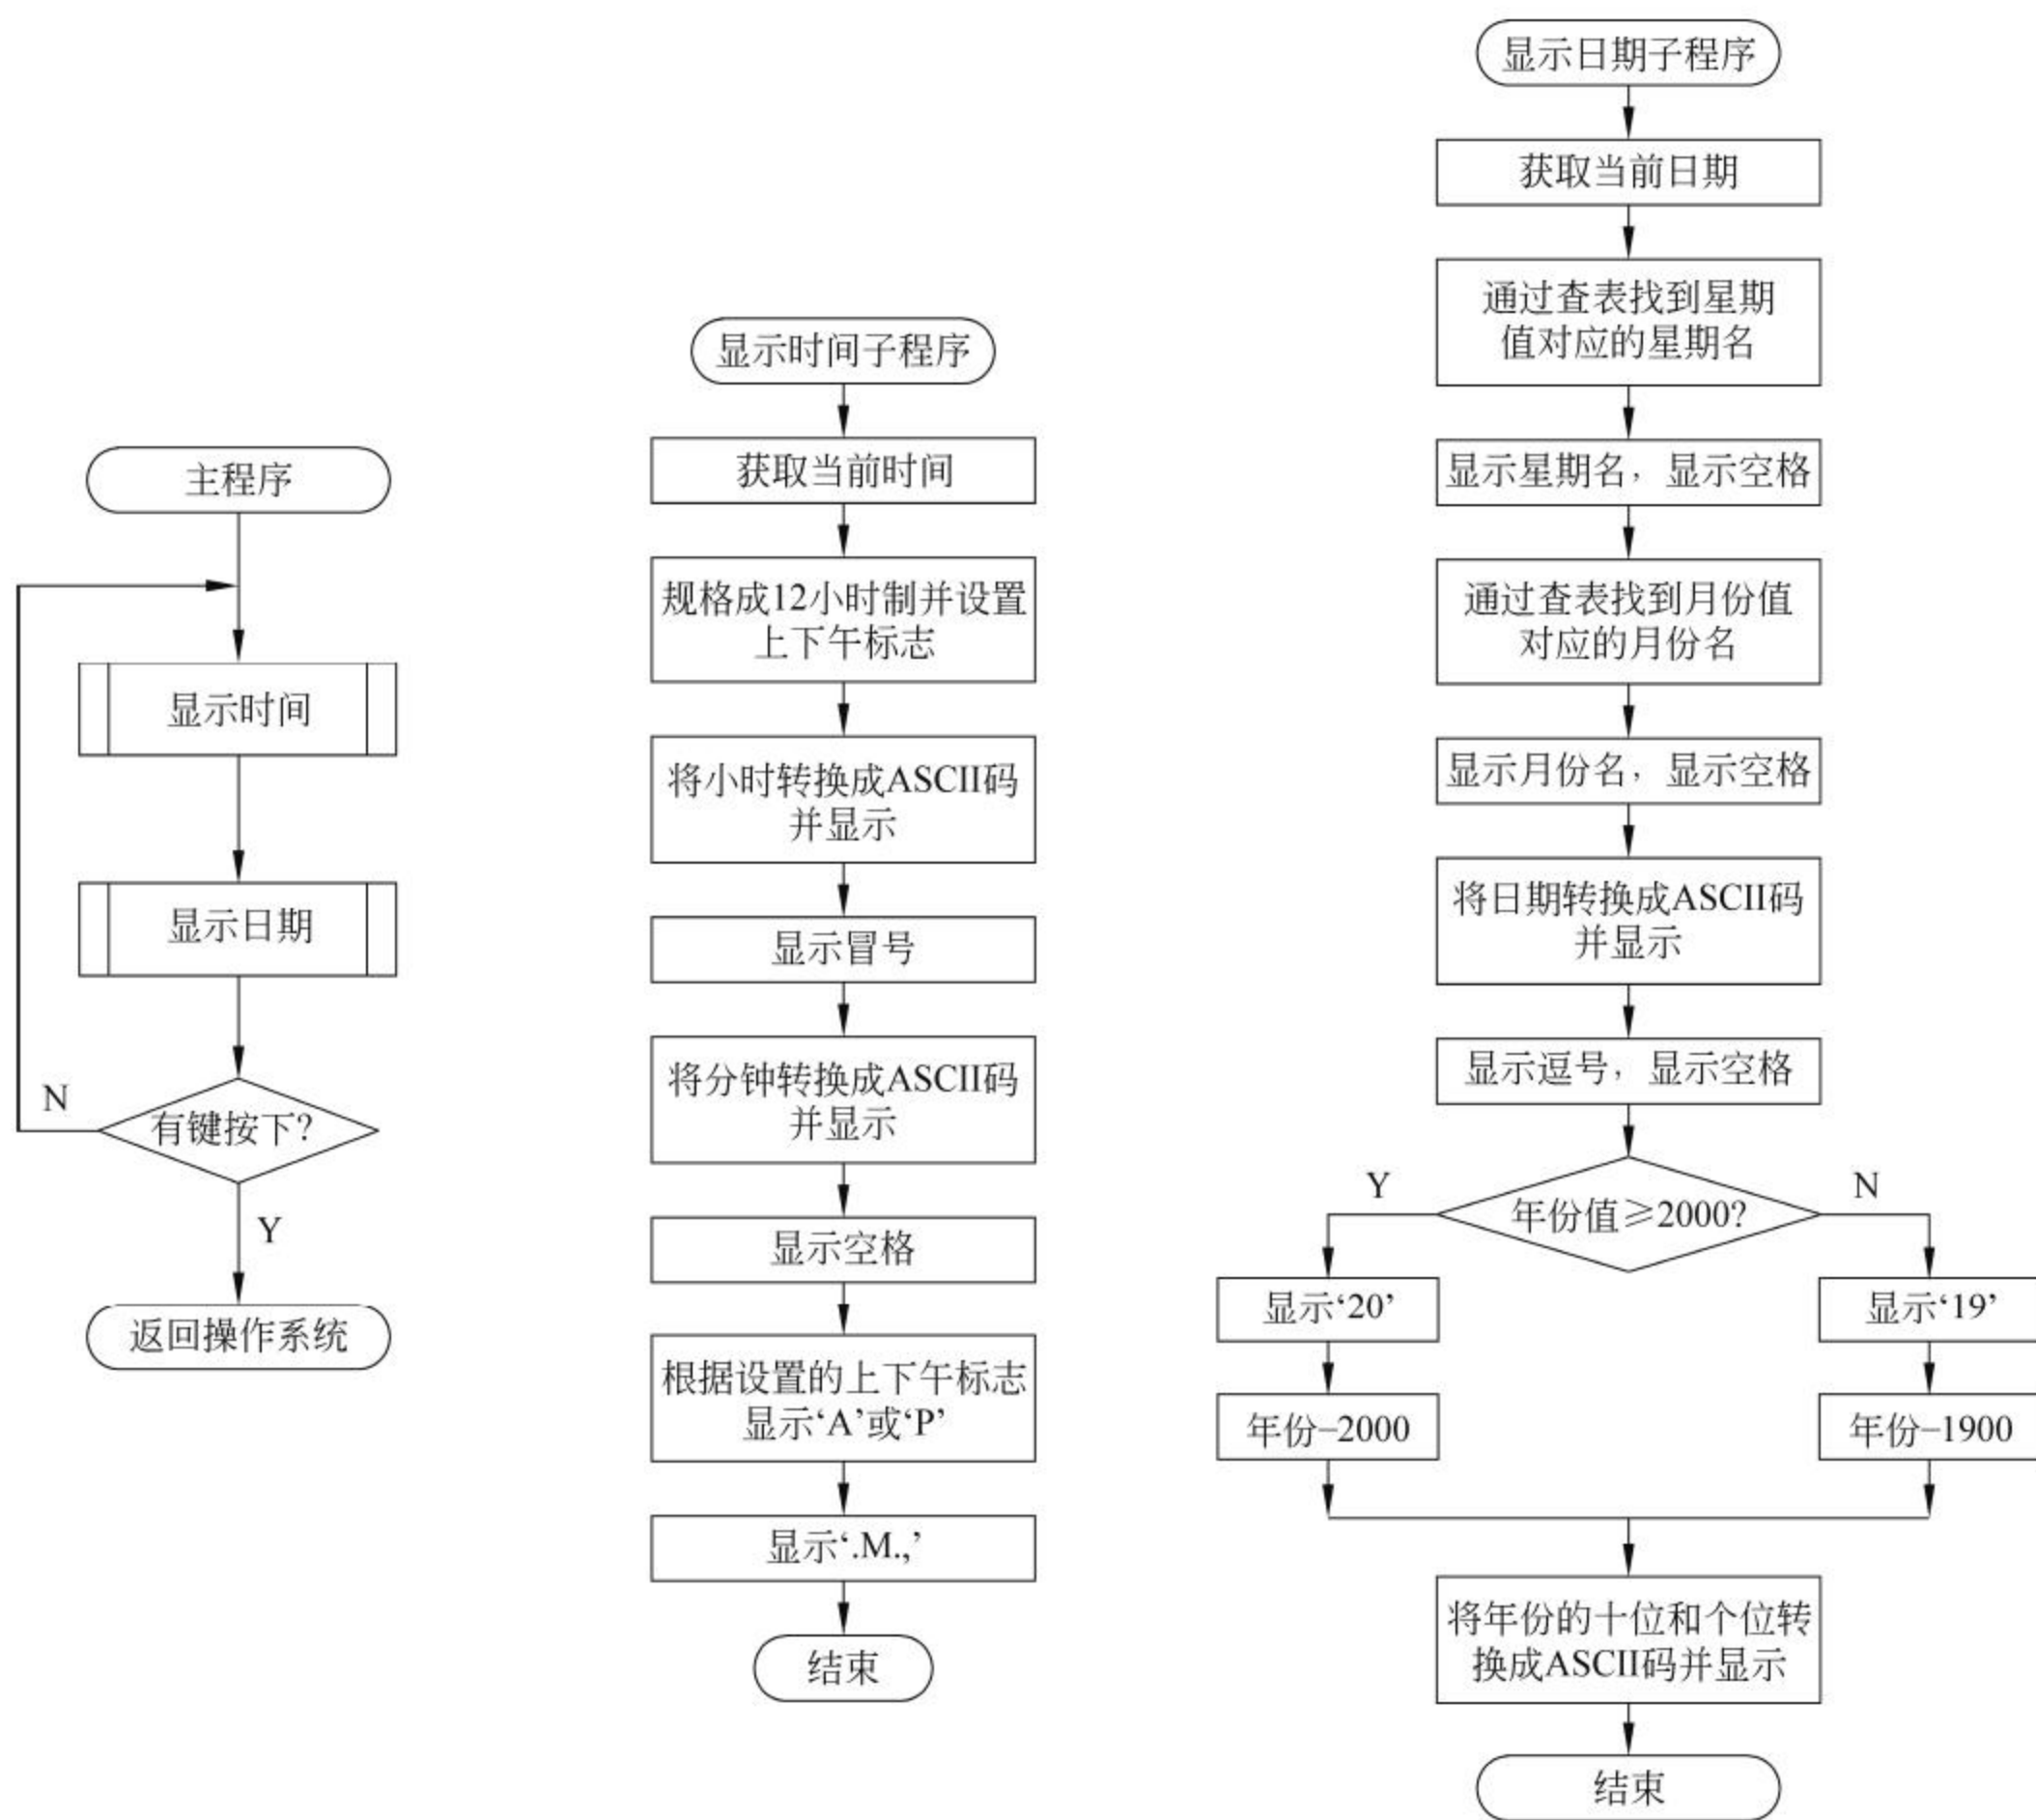 主程序
显示时间
显示日期
有键按下?
N
Y
返回操作系统
显示时间子程序
获取当前时间
规格成12小时制并设置
上下午标志
将小时转换成ASCII码
并显示
显示冒号
将分钟转换成ASCII码
并显示
显示空格
根据设置的上下午标志
显示‘A’或‘P’
显示‘.M.,’
结束
显示日期子程序
获取当前日期
通过查表找到星期
值对应的星期名
显示星期名，显示空格
通过查表找到月份值
对应的月份名
显示月份名，显示空格
将日期转换成ASCII码
并显示
显示逗号，显示空格
年份值⩾2000?
Y
N
显示‘20’
显示‘19’
年份–2000
年份–1900
将年份的十位和个位转
换成ASCII码并显示
结束